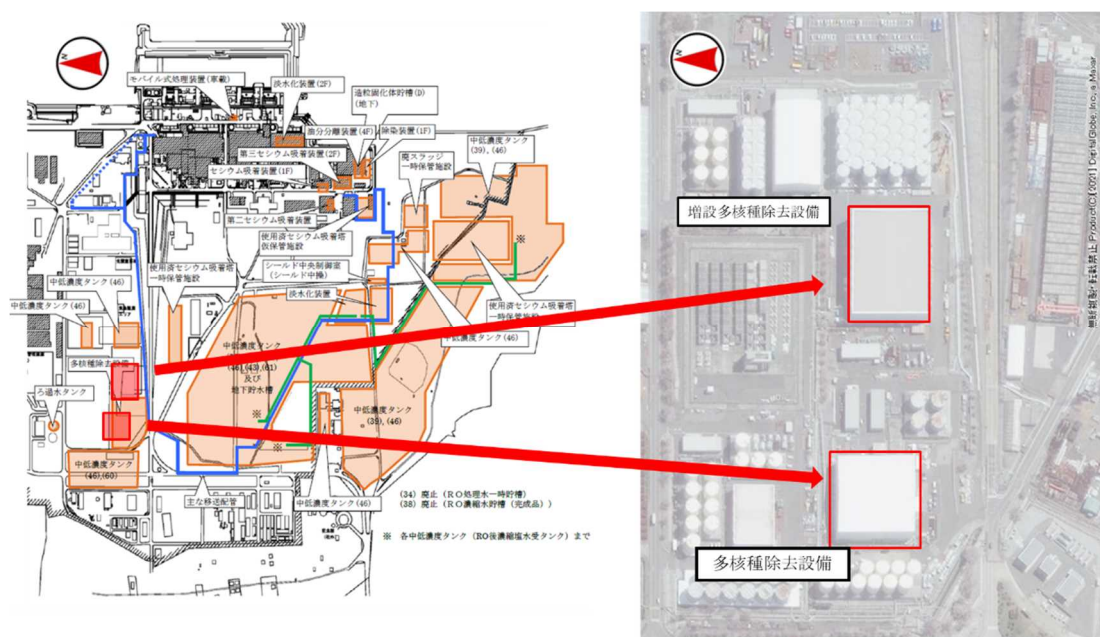 N
モバイル式処理装置(車載)
淡水化装置(2F)
造粒固化体貯槽(D)
(地下)
油分分離装置(4F)
除染装置(1F)
中低濃度タンク
(39), (46)
第三セシウム吸着装置(2F)
廃スラッジ
一時保管施設
セシウム吸着装置(1F)
第二セシウム吸着装置
使用済セシウム吸着塔
仮保管施設
※
使用済セシウム吸着塔
一時保管施設
シールド中央制御室
(シールド中操)
中低濃度タンク(46)
淡水化装置
中低濃度タンク(46)
使用済セシウム吸着塔
一時保管施設
中低濃度タンク(46)
中低濃度タンク
(46),(43),(61)
及び
地下貯水槽
多核種除去設備
ろ過水タンク
※
中低濃度タンク
(39), (46)
※
中低濃度タンク
(46),(60)
主な移送配管
中低濃度タンク(46)
(34) 廃止 (RO処理水一時貯槽)
(38) 廃止 (RO濃縮水貯槽 (完成品))
※ 各中低濃度タンク (RO後濃縮塩水受タンク) まで
N
増設多核種除去設備
多核種除去設備
無断複製・転載禁止 Product(C)[2021] DigitalGlobe, Inc., a Maxar